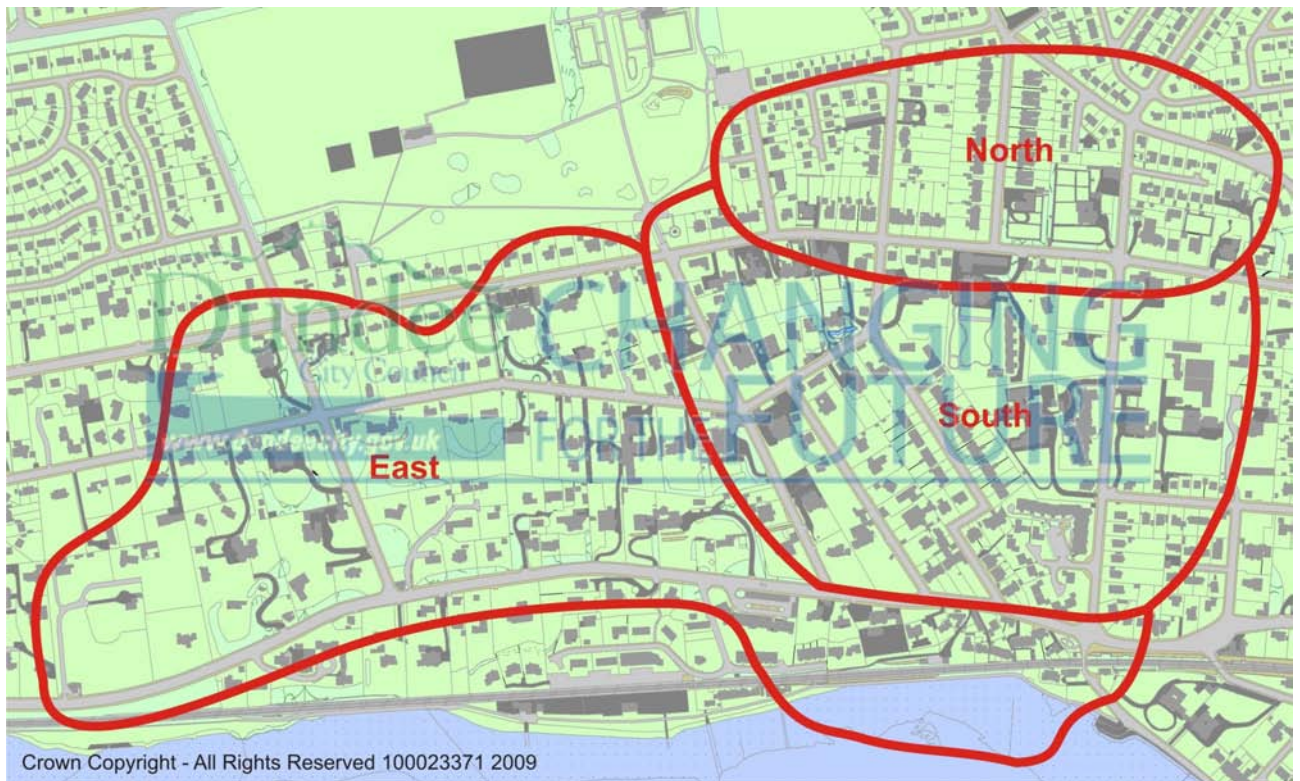 North
Dundee
City Council
www.dundeecity.gov.uk
CHANGING
FOR THE FUTURE
South
East
Crown Copyright - All Rights Reserved 100023371 2009